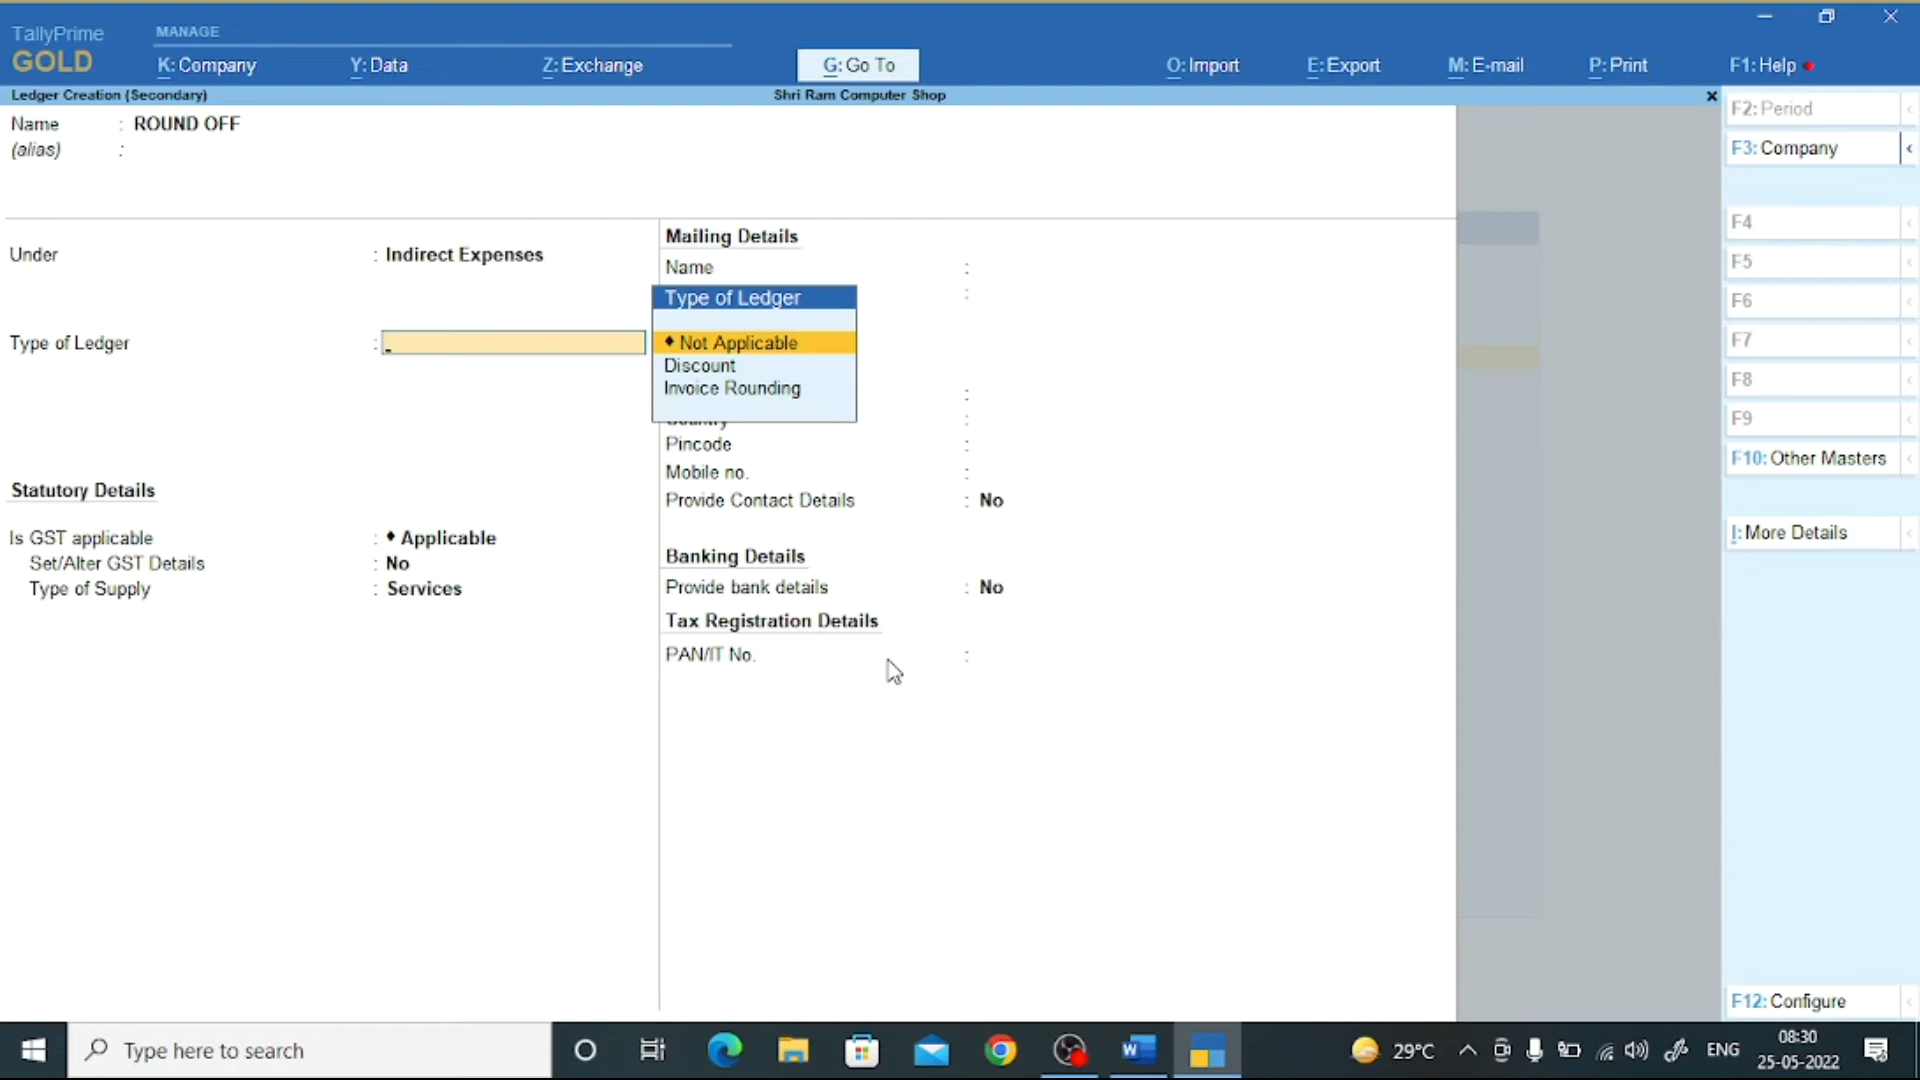 TallyPrime
GOLD
MANAGE
K: Company
Y: Data
Z: Exchange
G: Go To
O: Import
E: Export
M: E-mail
P: Print
F1: Help
Ledger Creation (Secondary)
Shri Ram Computer Shop
Name : ROUND OFF
(alias) :
Under : Indirect Expenses
Type of Ledger :
Statutory Details
Is GST applicable : ♦ Applicable
Set/Alter GST Details : No
Type of Supply : Services
Mailing Details
Name :
Type of Ledger
♦ Not Applicable
Discount
Invoice Rounding
Pincode :
Mobile no. :
Provide Contact Details : No
Banking Details
Provide bank details : No
Tax Registration Details
PAN/IT No. :
F2: Period
F3: Company
F4
F5
F6
F7
F8
F9
F10: Other Masters
I: More Details
F12: Configure
Type here to search
29°C
ENG
08:30
25-05-2022